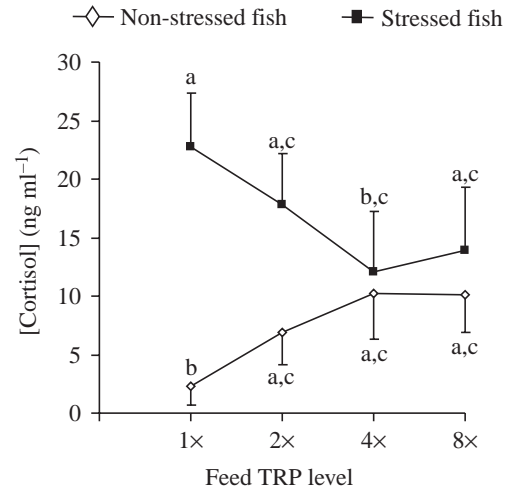 Non-stressed fish
Stressed fish
30
25
20
15
10
5
0
[Cortisol] (ng ml⁻¹)
a
a,c
b,c
a,c
b
a,c
a,c
a,c
1× 2× 4× 8×
Feed TRP level